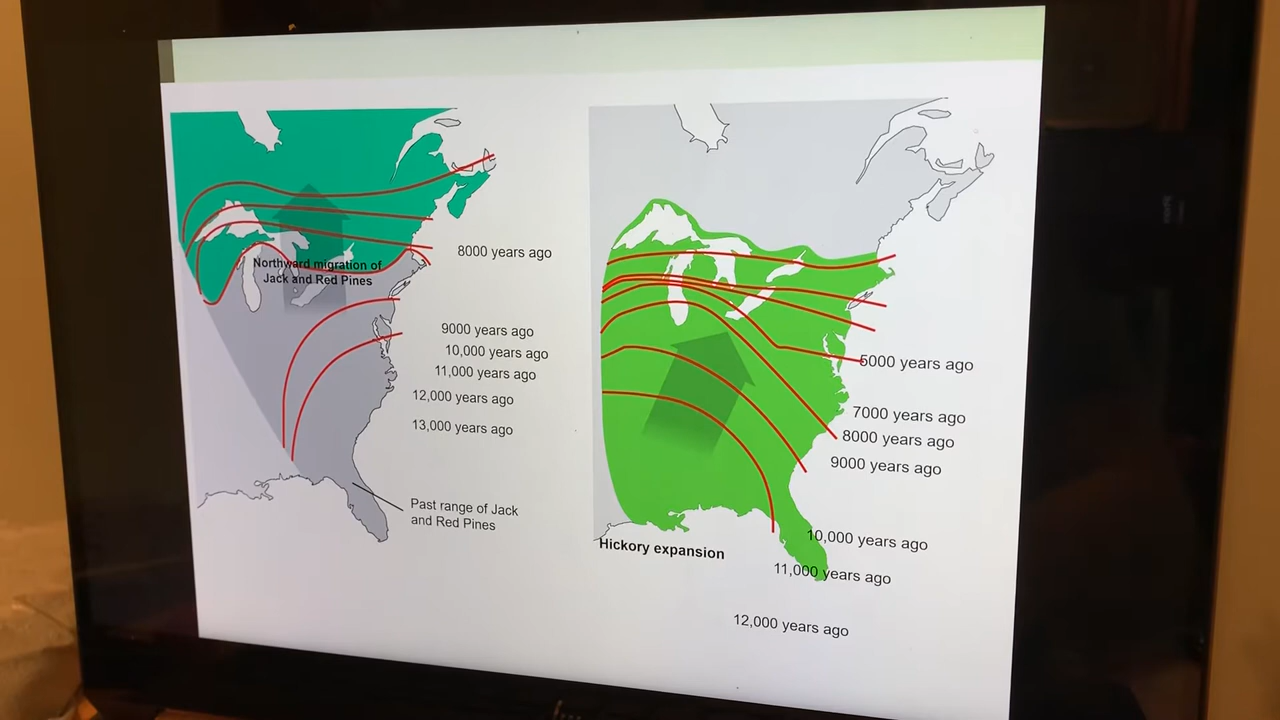 Northward migration of
Jack and Red Pines
8000 years ago
9000 years ago
10,000 years ago
11,000 years ago
12,000 years ago
13,000 years ago
Past range of Jack
and Red Pines
Hickory expansion
5000 years ago
7000 years ago
8000 years ago
9000 years ago
10,000 years ago
11,000 years ago
12,000 years ago